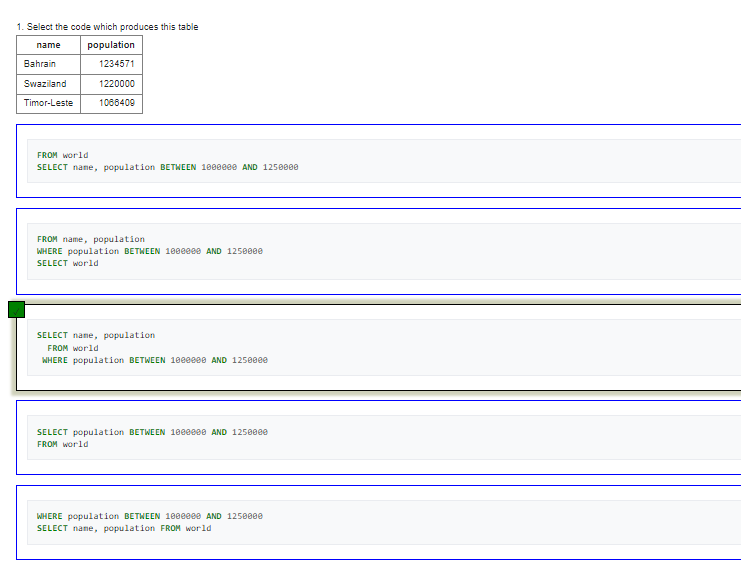 1. Select the code which produces this table
name population
Bahrain 1234571
Swaziland 1220000
Timor-Leste 1066409
FROM world
SELECT name, population BETWEEN 1000000 AND 1250000
FROM name, population
WHERE population BETWEEN 1000000 AND 1250000
SELECT world
SELECT name, population
FROM world
WHERE population BETWEEN 1000000 AND 1250000
SELECT population BETWEEN 1000000 AND 1250000
FROM world
WHERE population BETWEEN 1000000 AND 1250000
SELECT name, population FROM world